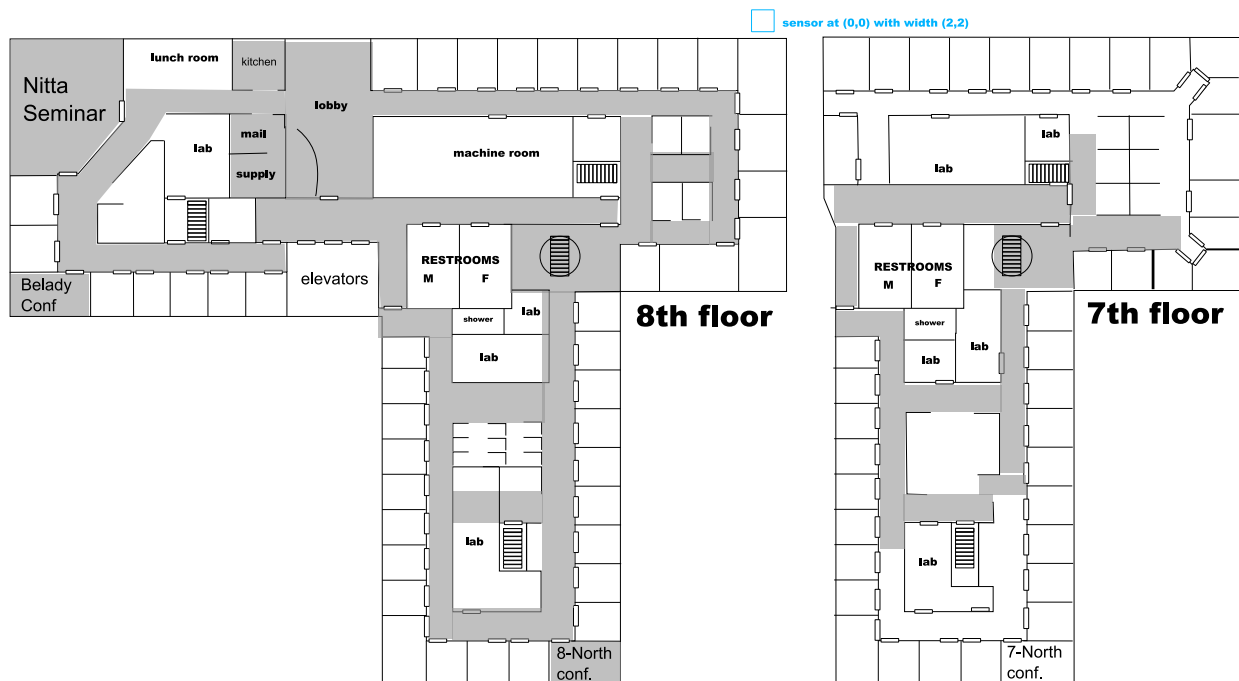 sensor at (0,0) with width (2,2)
lunch room
kitchen
Nitta
Seminar
lobby
mail
lab
supply
machine room
lab
lab
RESTROOMS
M F
elevators
Belady
Conf
shower
lab
lab
8th floor
lab
8-North
conf.
RESTROOMS
M F
shower
lab
lab
7th floor
lab
7-North
conf.